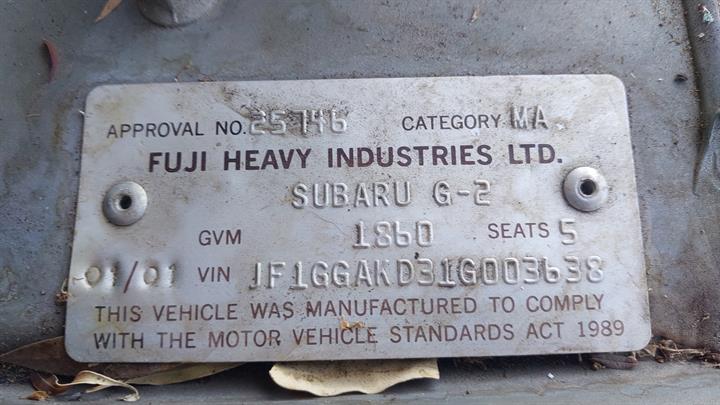 APPROVAL NO. 25746 CATEGORY MA
FUJI HEAVY INDUSTRIES LTD.
SUBARU G-2
GVM 1860 SEATS 5
01/01 VIN JF1GGAKD31G003638
THIS VEHICLE WAS MANUFACTURED TO COMPLY
WITH THE MOTOR VEHICLE STANDARDS ACT 1989